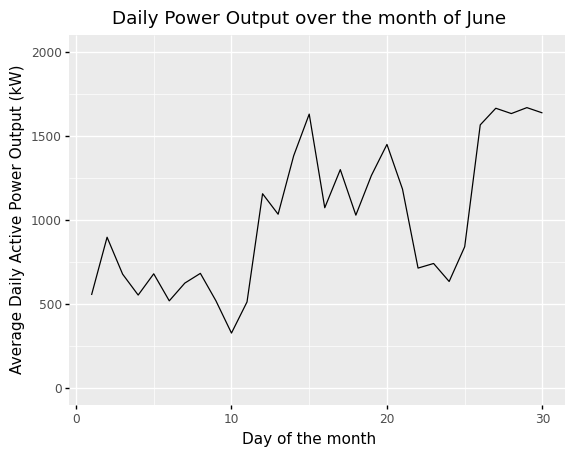 Daily Power Output over the month of June
Average Daily Active Power Output (kW)
2000
1500
1000
500
0
0 10 20 30
Day of the month